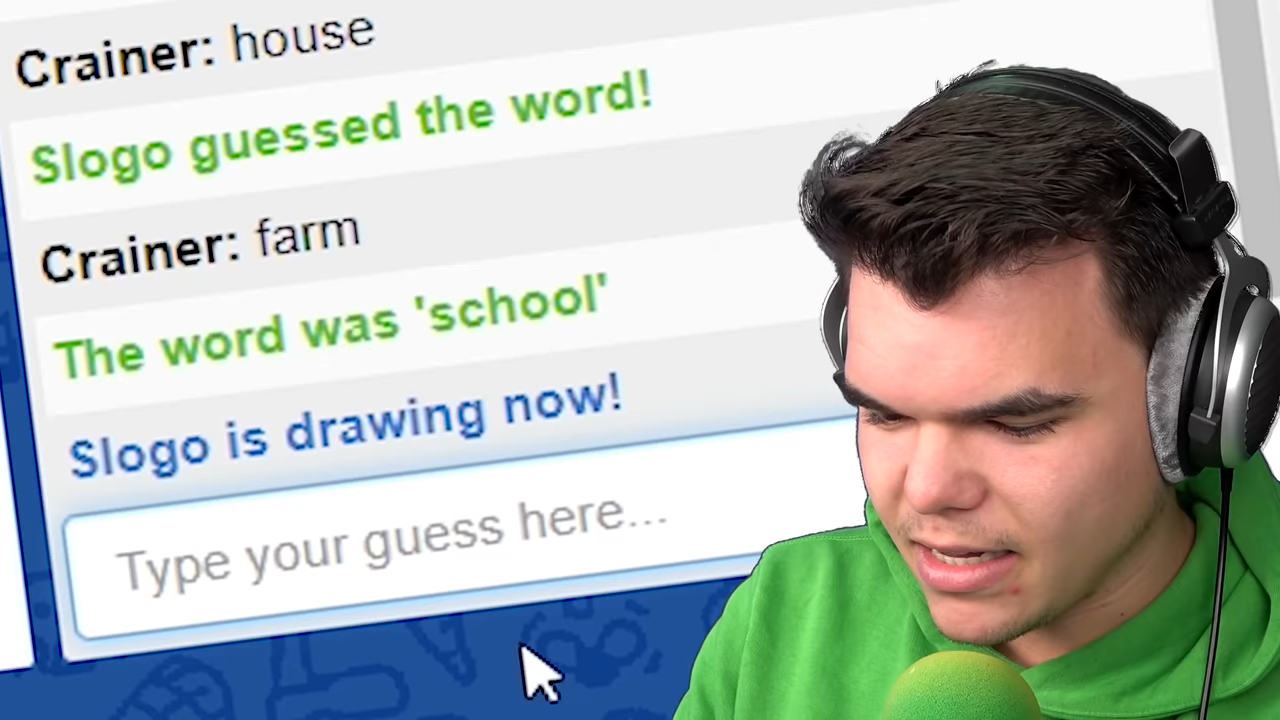 Crainer: house
Slogo guessed the word!
Crainer: farm
The word was 'school'
Slogo is drawing now!
Type your guess here...